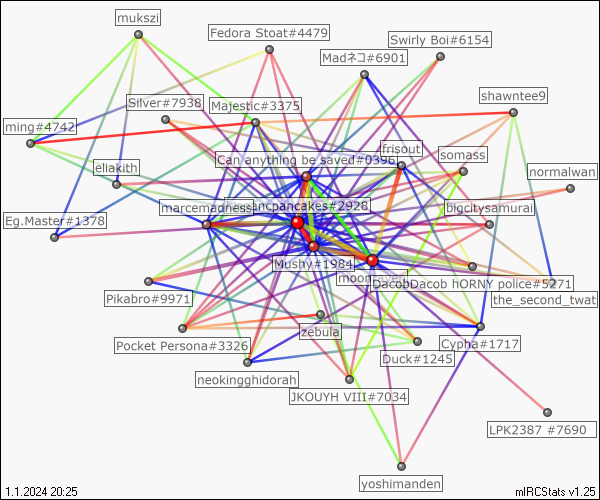 mukszi
Fedora Stoat#4479
Swirly Boi#6154
Madネコ#6901
Silver#7938
Majestic#3375
shawntee9
ming#4742
frisout
somass
ellakith
Can anything be saved#0396
normalwan
marcemadness
ancpancakes#2928
bigcitysamurai
Eg.Master#1378
Mushy#1984
DacobDacob hORNY police#5271
Pikabro#9971
the_second_twat
zebula
Pocket Persona#3326
Cypha#1717
Duck#1245
neokingghidorah
JKOUYH VIII#7034
LPK2387 #7690
yoshimanden
1.1.2024 20:25
mIRCStats v1.25